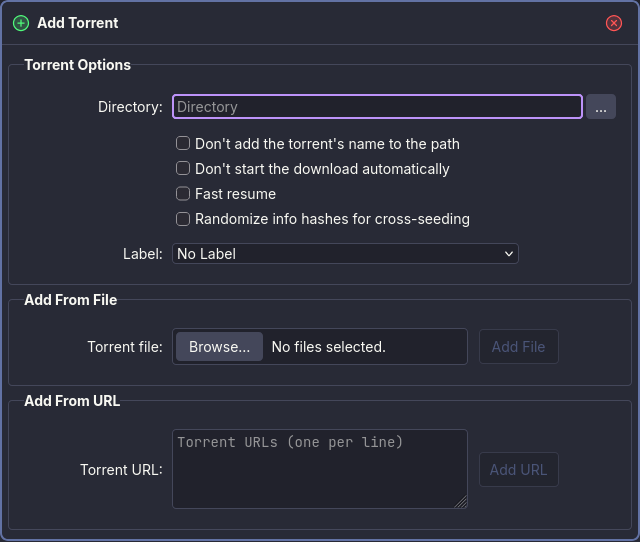 Add Torrent
Torrent Options
Directory: Directory ...
Don't add the torrent's name to the path
Don't start the download automatically
Fast resume
Randomize info hashes for cross-seeding
Label: No Label
Add From File
Torrent file: Browse... No files selected. Add File
Add From URL
Torrent URLs (one per line)
Torrent URL: Add URL